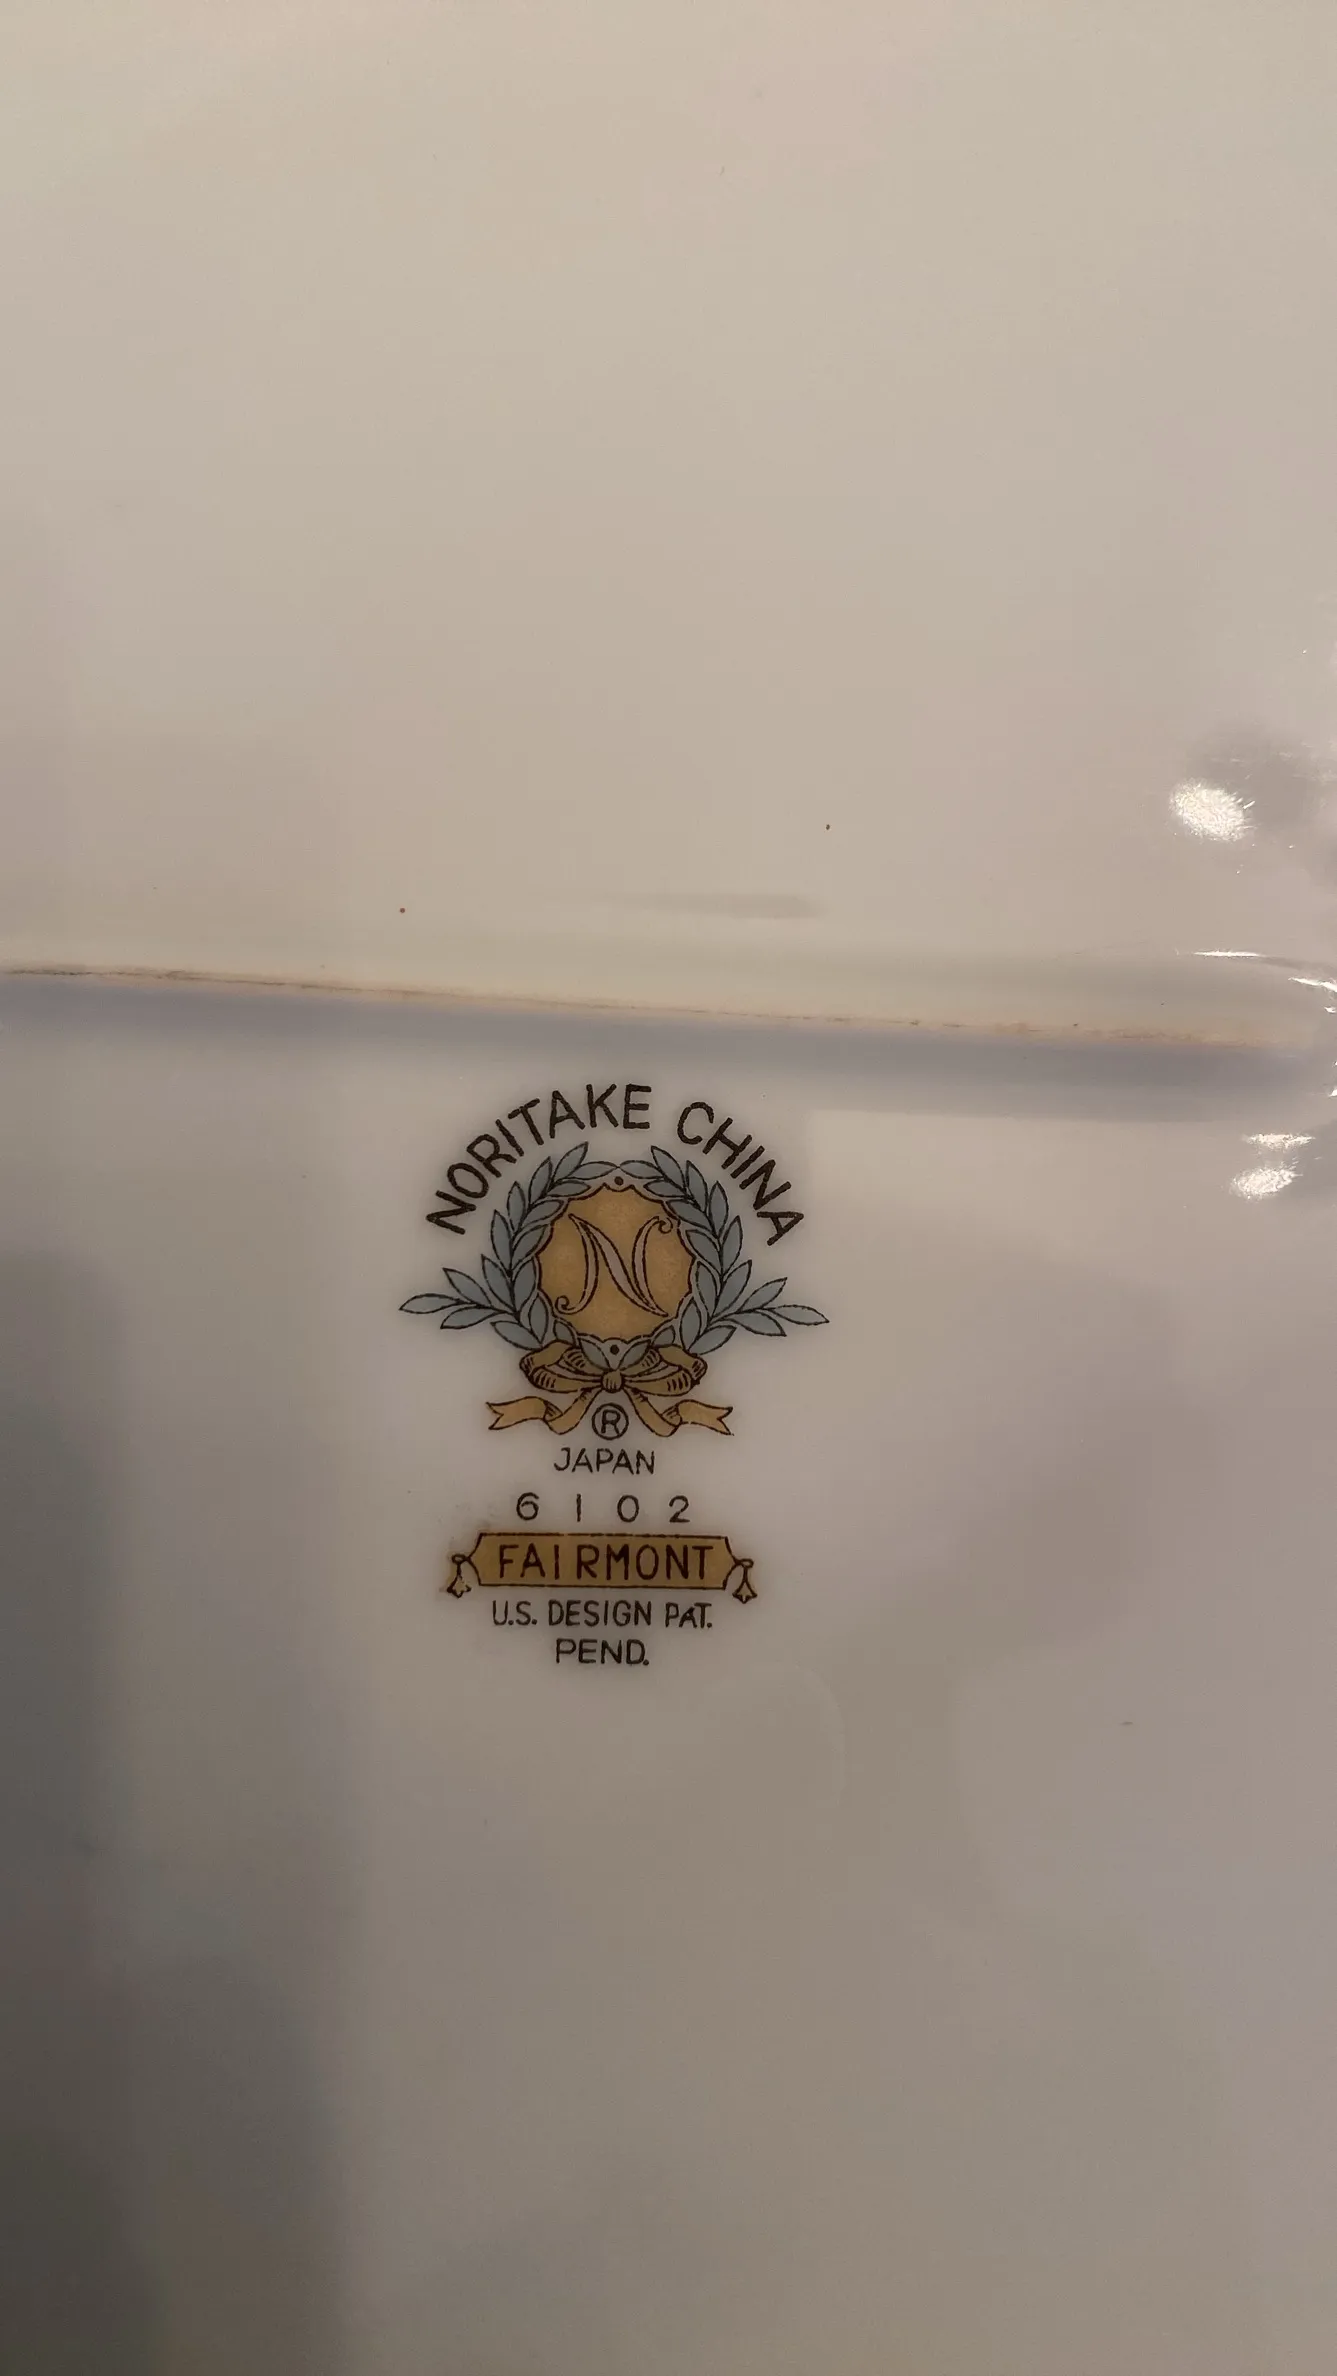 NORITAKE CHINA
N
®
JAPAN
6102
FAIRMONT
U.S. DESIGN PAT.
PEND.